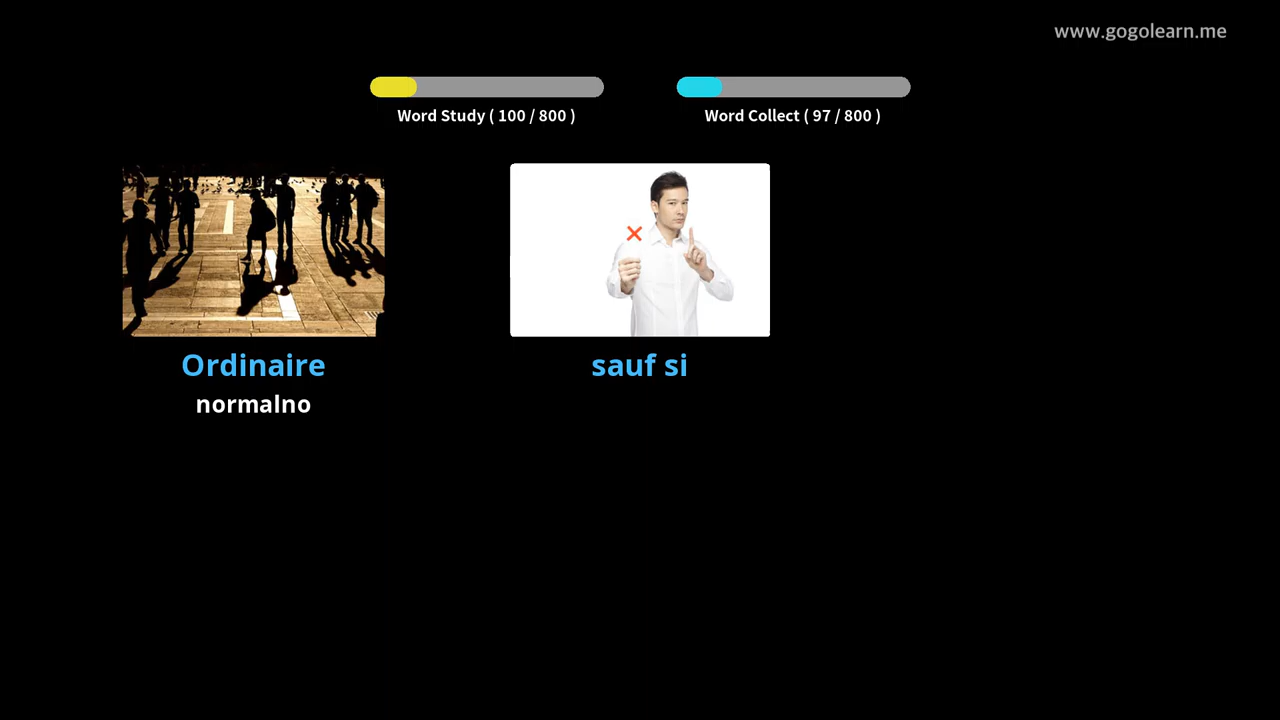 www.gogolearn.me
Word Study ( 100 / 800 )
Word Collect ( 97 / 800 )
Ordinaire
normalno
sauf si